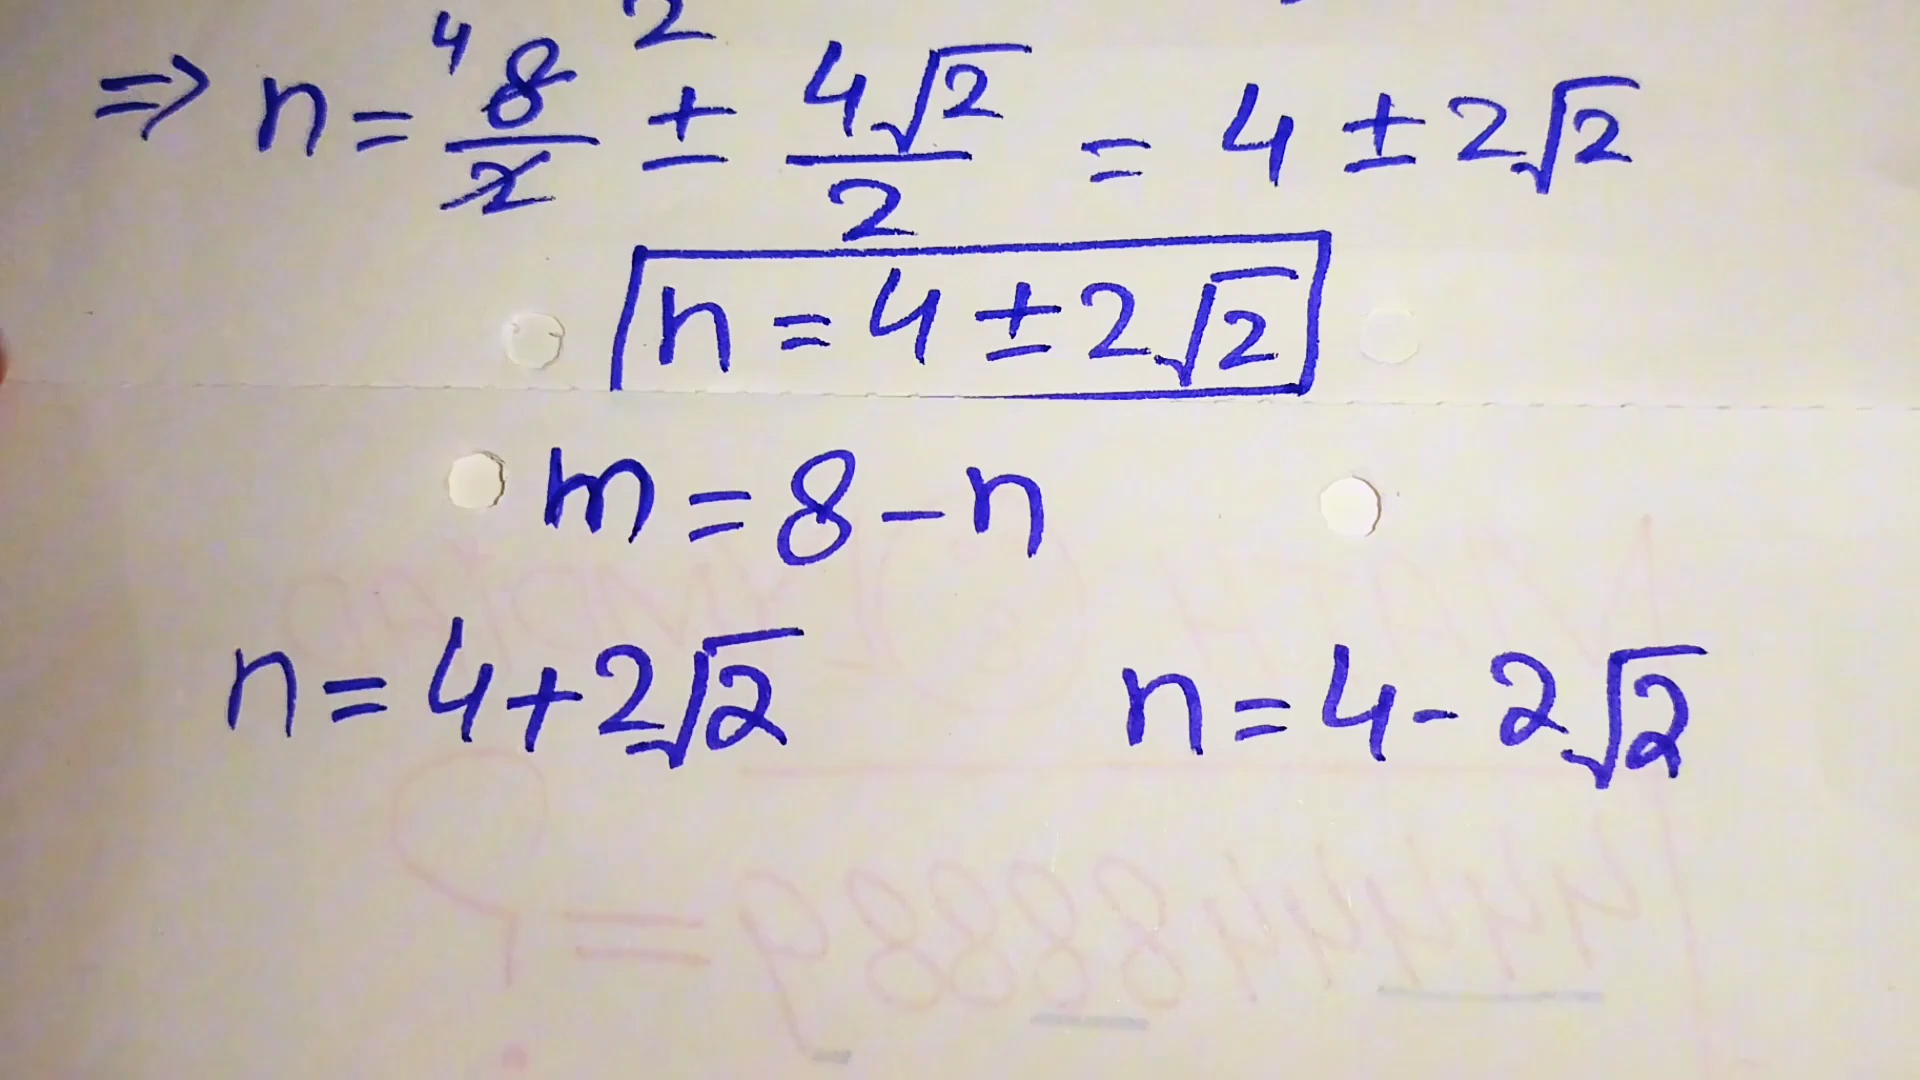 ⇒ n = 8/2 ± 4√2/2 = 4 ± 2√2
n = 4 ± 2√2
m = 8 - n
n = 4 + 2√2 n = 4 - 2√2